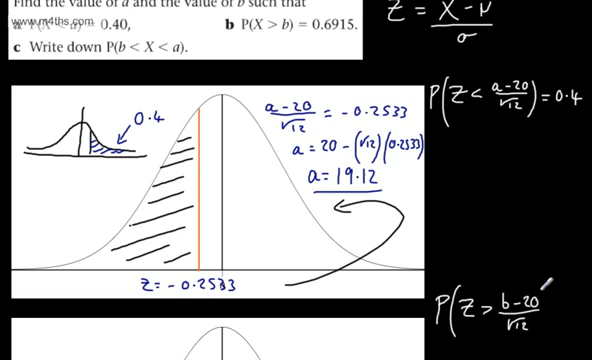 Find the value of a and the value of b such that
a P(X < a) = 0.40, b P(X > b) = 0.6915.
www.m4ths.com
c Write down P(b < X < a).
Z = X - μ / σ
P(Z < a-20/√12) = 0.4
0.4
a-20/√12 = -0.2533
a = 20 - (√12)(0.2533)
a = 19.12
Z = -0.2533
P(Z > b-20/√12